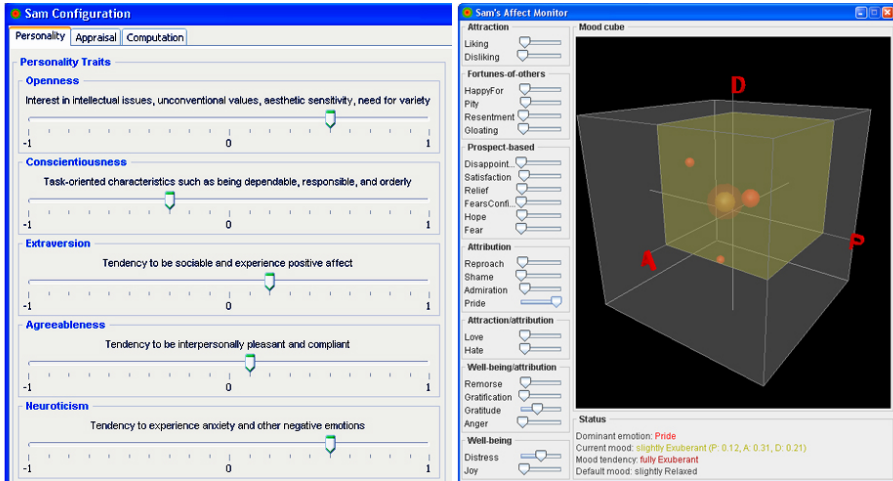 Sam Configuration
Personality Appraisal Computation
Personality Traits
Openness
Interest in intellectual issues, unconventional values, aesthetic sensitivity, need for variety
-1 0 1
Conscientiousness
Task-oriented characteristics such as being dependable, responsible, and orderly
-1 0 1
Extraversion
Tendency to be sociable and experience positive affect
-1 0 1
Agreeableness
Tendency to be interpersonally pleasant and compliant
-1 0 1
Neuroticism
Tendency to experience anxiety and other negative emotions
-1 0 1
Sam's Affect Monitor
Attraction
Liking
Disliking
Fortunes-of-others
HappyFor
Pity
Resentment
Gloating
Prospect-based
Disappoint...
Satisfaction
Relief
FearsConfi...
Hope
Fear
Attribution
Reproach
Shame
Admiration
Pride
Attraction/attribution
Love
Hate
Well-being/attribution
Remorse
Gratification
Gratitude
Anger
Well-being
Distress
Joy
Mood cube
D
P
A
Status
Dominant emotion: Pride
Current mood: slightly Exuberant (P: 0.12, A: 0.31, D: 0.21)
Mood tendency: fully Exuberant
Default mood: slightly Relaxed